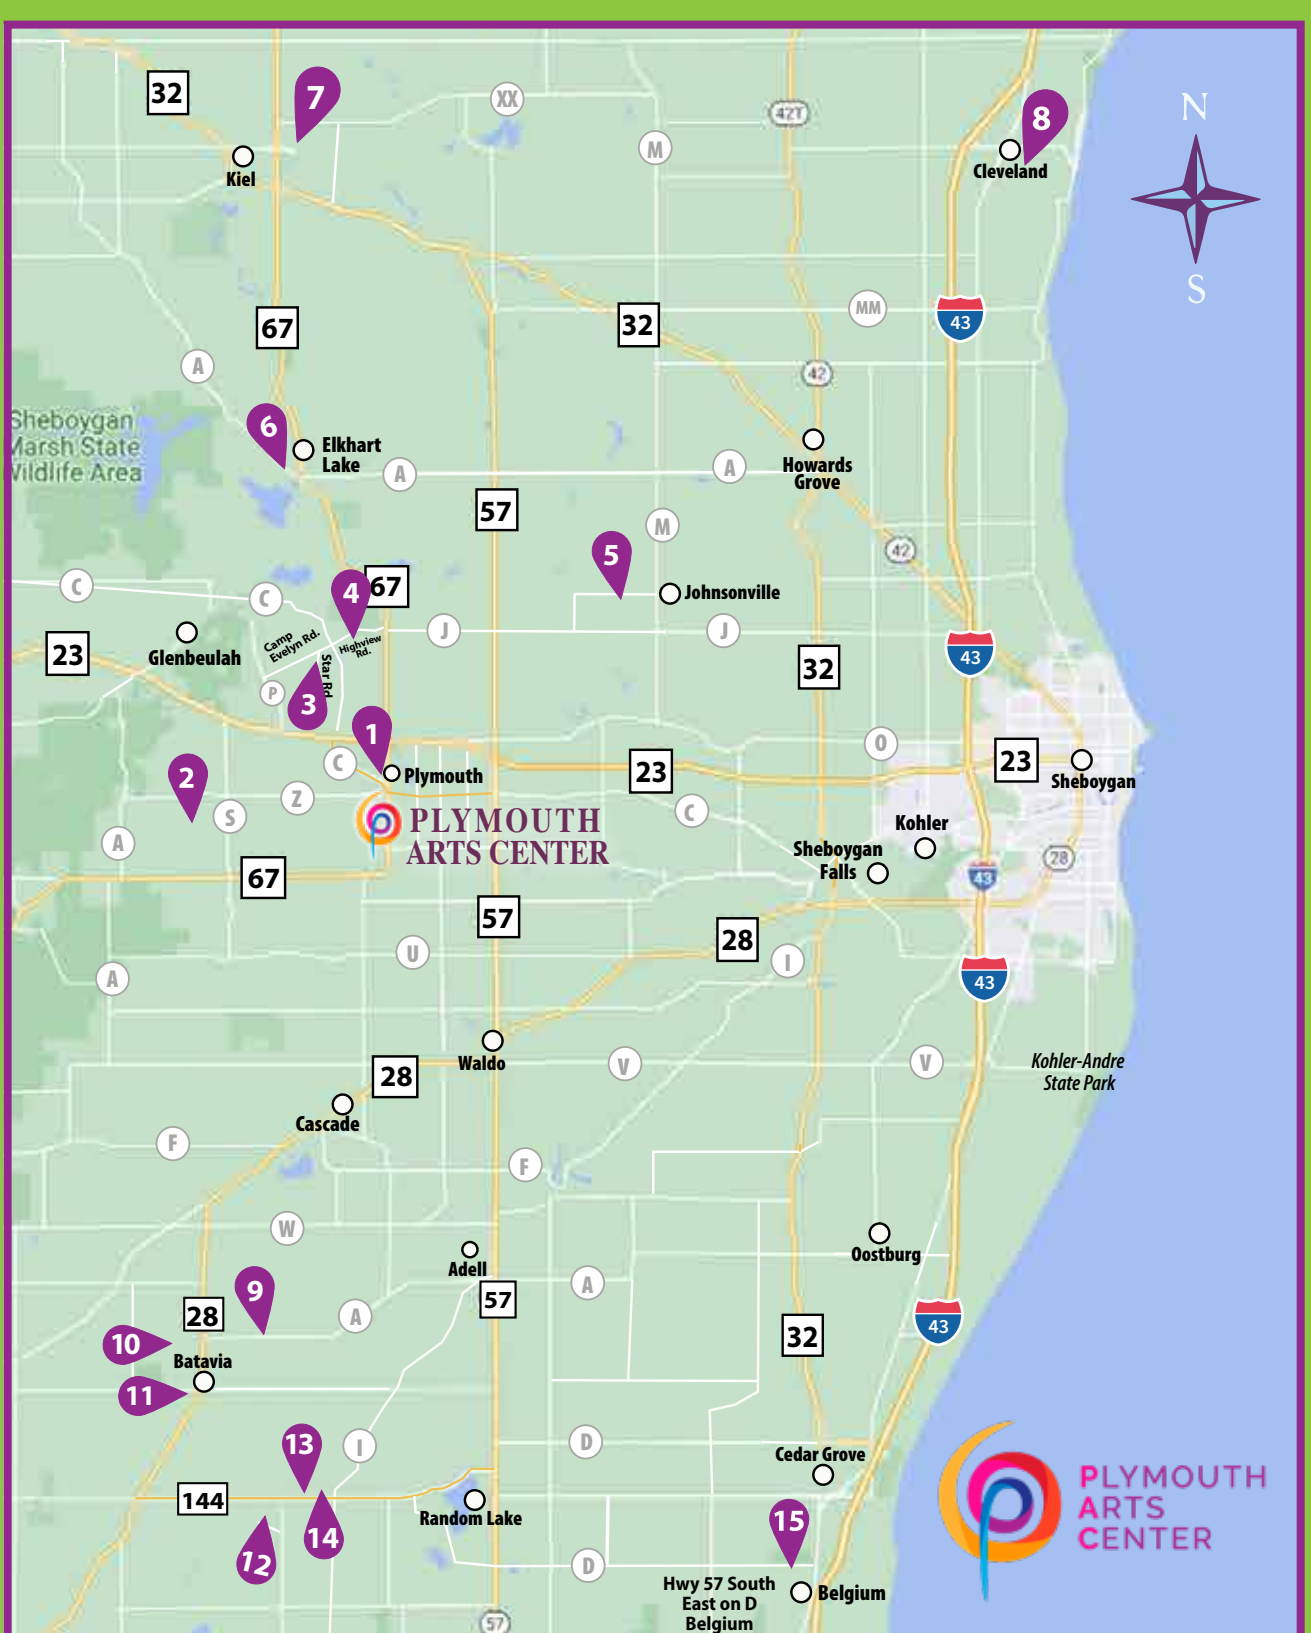 32
7
XX
42T
8
N
M
Kiel
Cleveland
S
67
32
MM
43
A
42
Sheboygan
Marsh State
Wildlife Area
6
Elkhart
Lake
A
A
Howards
Grove
57
M
42
5
Johnsonville
C
C
4
67
Camp
Evelyn Rd.
Highview
Rd.
J
J
23
Glenbeulah
Star Rd
P
3
32
43
1
O
2
C
Plymouth
23
23
Sheboygan
S
Z
PLYMOUTH
ARTS CENTER
C
A
Kohler
Sheboygan
Falls
67
43
28
57
28
U
I
A
43
Waldo
V
V
Kohler-Andre
State Park
28
Cascade
F
F
W
Oostburg
Adell
9
A
57
28
A
43
10
32
Batavia
11
13
I
D
Cedar Grove
144
Random Lake
14
12
15
D
PLYMOUTH
ARTS
CENTER
Hwy 57 South
East on D
Belgium
Belgium
57